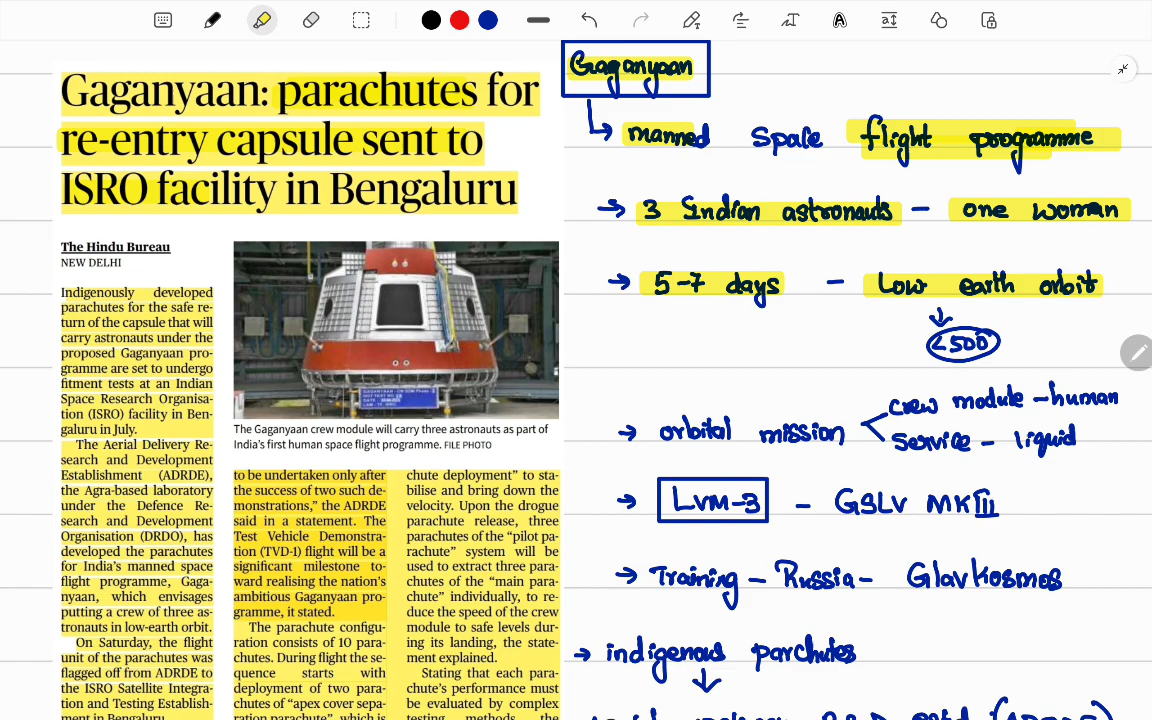 Gaganyaan: parachutes for
re-entry capsule sent to
ISRO facility in Bengaluru
The Hindu Bureau
NEW DELHI
Indigenously developed
parachutes for the safe re-
turn of the capsule that will
carry astronauts under the
proposed Gaganyaan pro-
gramme are set to undergo
fitment tests at an Indian
Space Research Organisa-
tion (ISRO) facility in Ben-
galuru in July.
The Aerial Delivery Re-
search and Development
Establishment (ADRDE),
the Agra-based laboratory
under the Defence Re-
search and Development
Organisation (DRDO), has
developed the parachutes
for India's manned space
flight programme, Gaga-
nyaan, which envisages
putting a crew of three as-
tronauts in low-earth orbit.
On Saturday, the flight
unit of the parachutes was
flagged off from ADRDE to
the ISRO Satellite Integra-
tion and Testing Establish-
ment in Bengaluru
The Gaganyaan crew module will carry three astronauts as part of
India's first human space flight programme. FILE PHOTO
to be undertaken only after
the success of two such de-
monstrations," the ADRDE
said in a statement. The
Test Vehicle Demonstra-
tion (TVD-1) flight will be a
significant milestone to-
ward realising the nation's
ambitious Gaganyaan pro-
gramme, it stated.
The parachute configu-
ration consists of 10 para-
chutes. During flight the se-
quence starts with
deployment of two para-
chutes of "apex cover sepa-
ration parachute", which is
chute deployment" to sta-
bilise and bring down the
velocity. Upon the drogue
parachute release, three
parachutes of the "pilot pa-
rachute" system will be
used to extract three para-
chutes of the "main para-
chute" individually, to re-
duce the speed of the crew
module to safe levels dur-
ing its landing, the state-
ment explained.
Stating that each para-
chute's performance must
be evaluated by complex
testing methods, the
Gaganyaan
manned space flight programme
→ 3 Indian astronauts - one woman
→ 5-7 days - Low earth orbit
<500
→ orbital mission < crew module - human
service - liquid
→ LVM-3 - GSLV MKIII
→ Training - Russia - Glavkosmos
→ indigenous parchutes